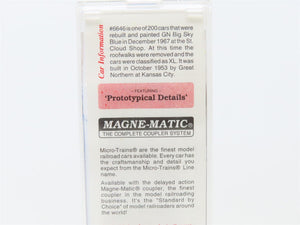 #6646 is one of 200 cars that were
rebuilt and painted GN Big Sky
Blue in December 1967 at the St.
Cloud Shop. At this time the
roofwalks were removed and the
cars were classified as XL. It was
built in October 1953 by Great
Northern at Kansas City.
Car Information
FEATURING
'Prototypical Details'
MAGNE-MATIC®
THE COMPLETE COUPLER SYSTEM
Micro-Trains® are the finest model
railroad cars available. Every car has
the craftsmanship and detail you
expect from the Micro-Trains® Line
name.
Available with the delayed action
Magne-Matic® coupler, the finest
coupler in the model railroading
business. It's the "Standard by
Choice" of model railroaders around
the world!